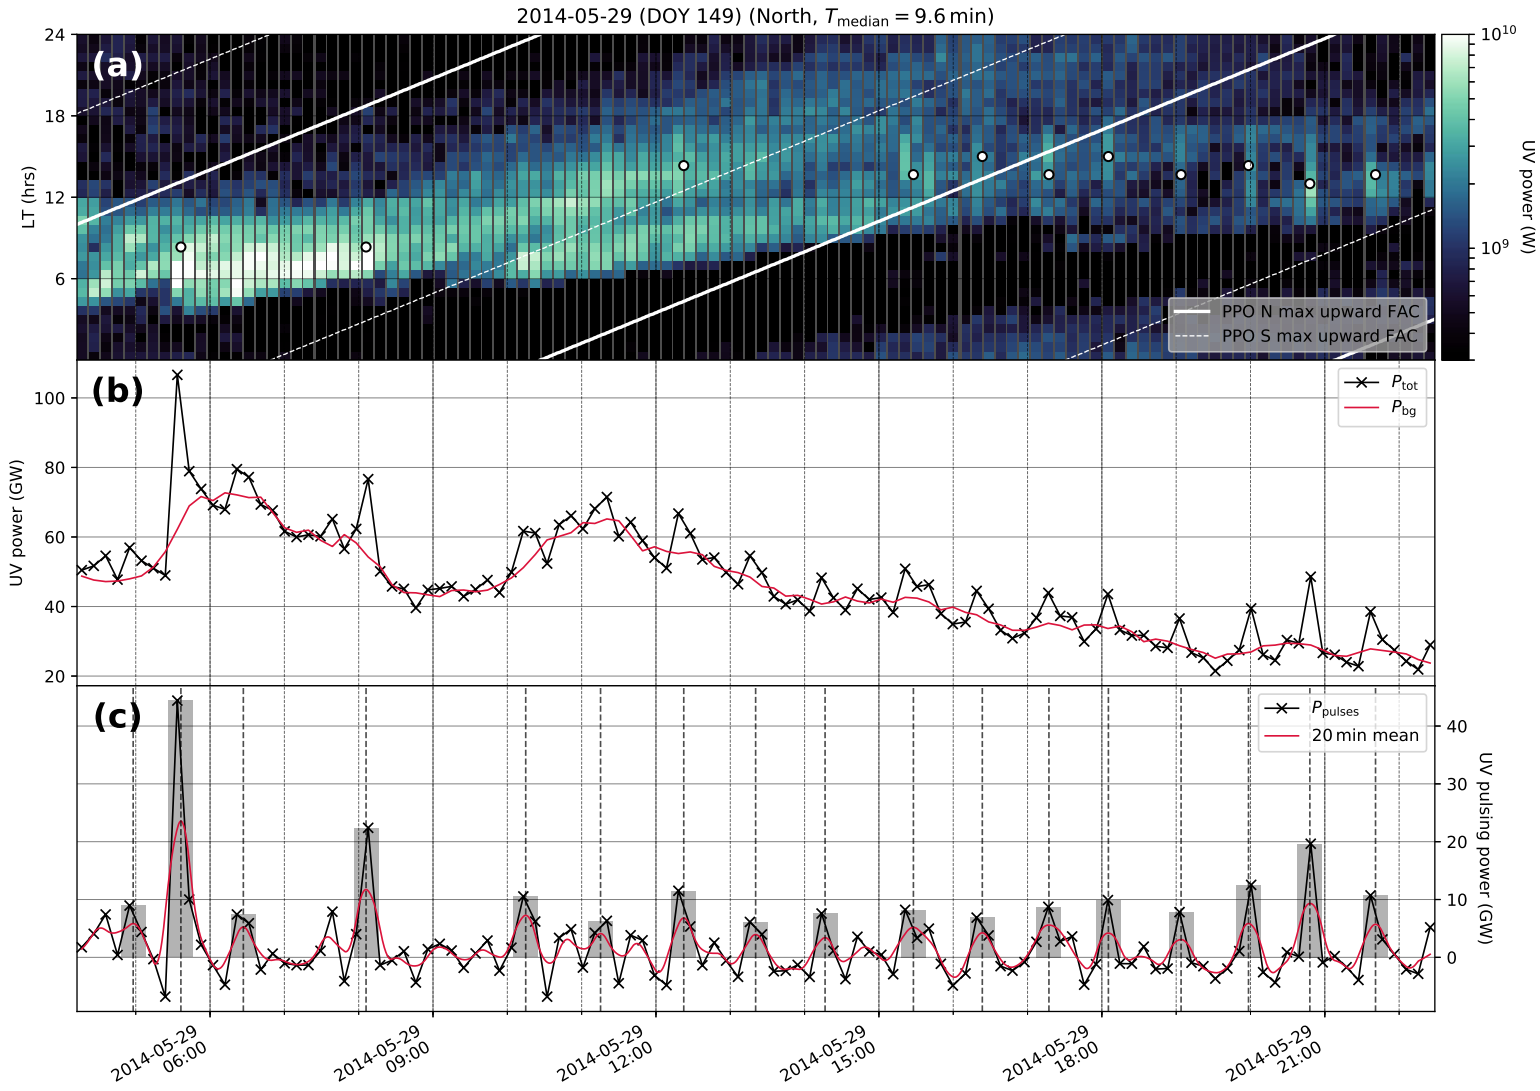 2014-05-29 (DOY 149) (North, T_median = 9.6 min)
(a)
24
18
12
6
LT (hrs)
PPO N max upward FAC
PPO S max upward FAC
10^10
10^9
UV power (W)
(b)
100
80
60
40
20
UV power (GW)
P_tot
P_bg
(c)
P_pulses
20 min mean
40
30
20
10
0
UV pulsing power (GW)
2014-05-29
06:00
2014-05-29
09:00
2014-05-29
12:00
2014-05-29
15:00
2014-05-29
18:00
2014-05-29
21:00